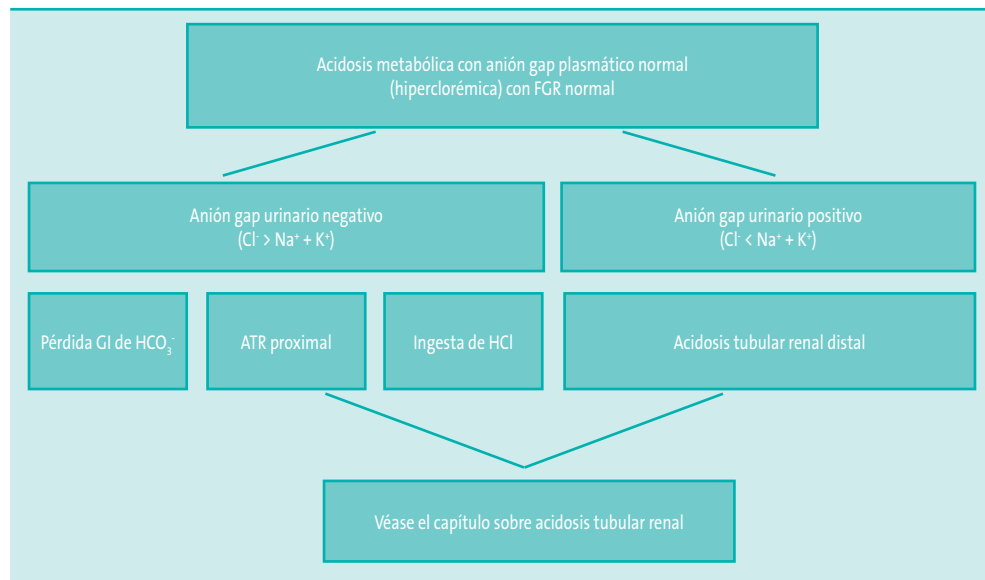 Acidosis metabólica con anión gap plasmático normal
(hiperclorémica) con FGR normal
Anión gap urinario negativo
(Cl⁻ > Na⁺ + K⁺)
Anión gap urinario positivo
(Cl⁻ < Na⁺ + K⁺)
Pérdida GI de HCO₃⁻
ATR proximal
Ingesta de HCl
Acidosis tubular renal distal
Véase el capítulo sobre acidosis tubular renal